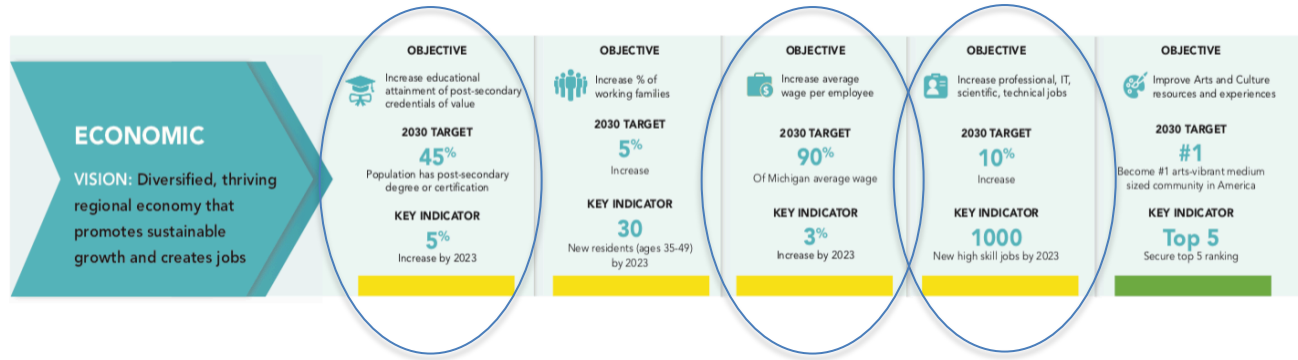 ECONOMIC
VISION: Diversified, thriving
regional economy that
promotes sustainable
growth and creates jobs
OBJECTIVE
Increase educational
attainment of post-secondary
credentials of value
2030 TARGET
45%
Population has post-secondary
degree or certification
KEY INDICATOR
5%
Increase by 2023
OBJECTIVE
Increase % of
working families
2030 TARGET
5%
Increase
KEY INDICATOR
30
New residents (ages 35-49)
by 2023
OBJECTIVE
Increase average
wage per employee
2030 TARGET
90%
Of Michigan average wage
KEY INDICATOR
3%
Increase by 2023
OBJECTIVE
Increase professional, IT,
scientific, technical jobs
2030 TARGET
10%
Increase
KEY INDICATOR
1000
New high skill jobs by 2023
OBJECTIVE
Improve Arts and Culture
resources and experiences
2030 TARGET
#1
Become #1 arts-vibrant medium
sized community in America
KEY INDICATOR
Top 5
Secure top 5 ranking